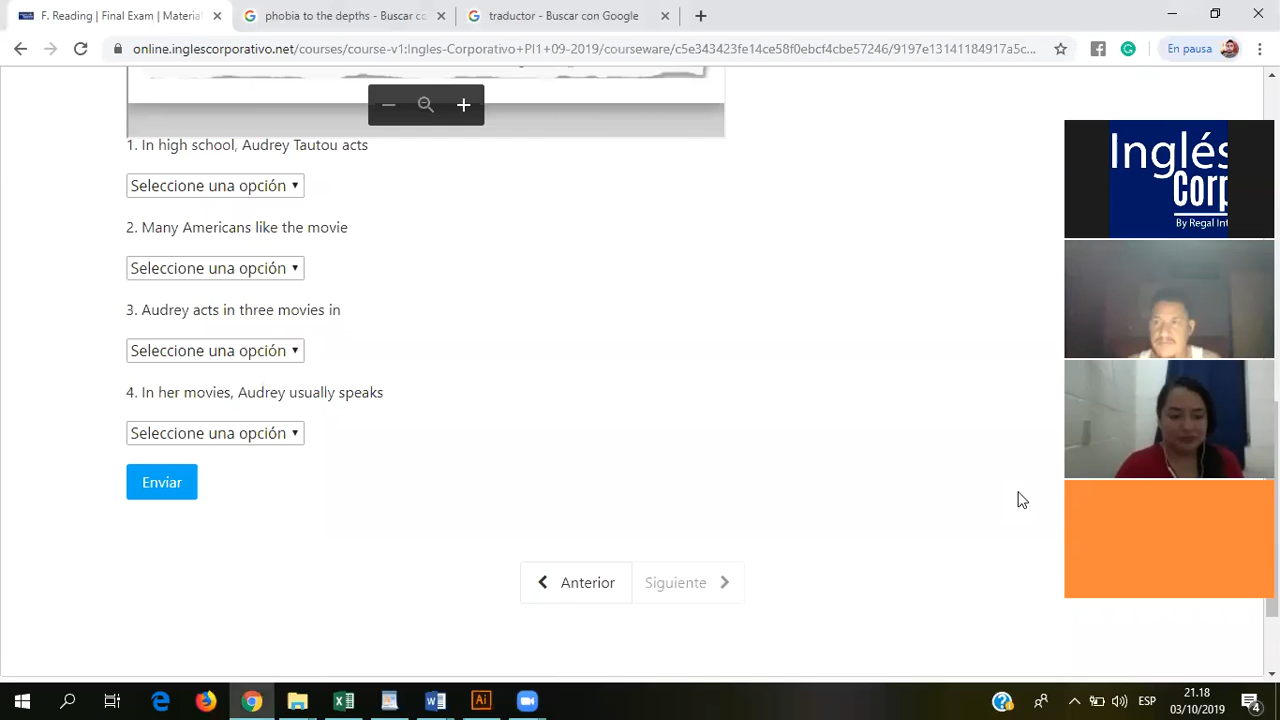 F. Reading | Final Exam | Material
phobia to the depths - Buscar co
traductor - Buscar con Google
online.inglescorporativo.net/courses/course-v1:Ingles-Corporativo+PI1+09-2019/courseware/c5e343423fe14ce58f0ebcf4cbe57246/9197e13141184917a5c...
En pausa
1. In high school, Audrey Tautou acts
Seleccione una opción
2. Many Americans like the movie
Seleccione una opción
3. Audrey acts in three movies in
Seleccione una opción
4. In her movies, Audrey usually speaks
Seleccione una opción
Enviar
Anterior
Siguiente
Inglés
Corp
By Regal Int
ESP
21.18
03/10/2019
4